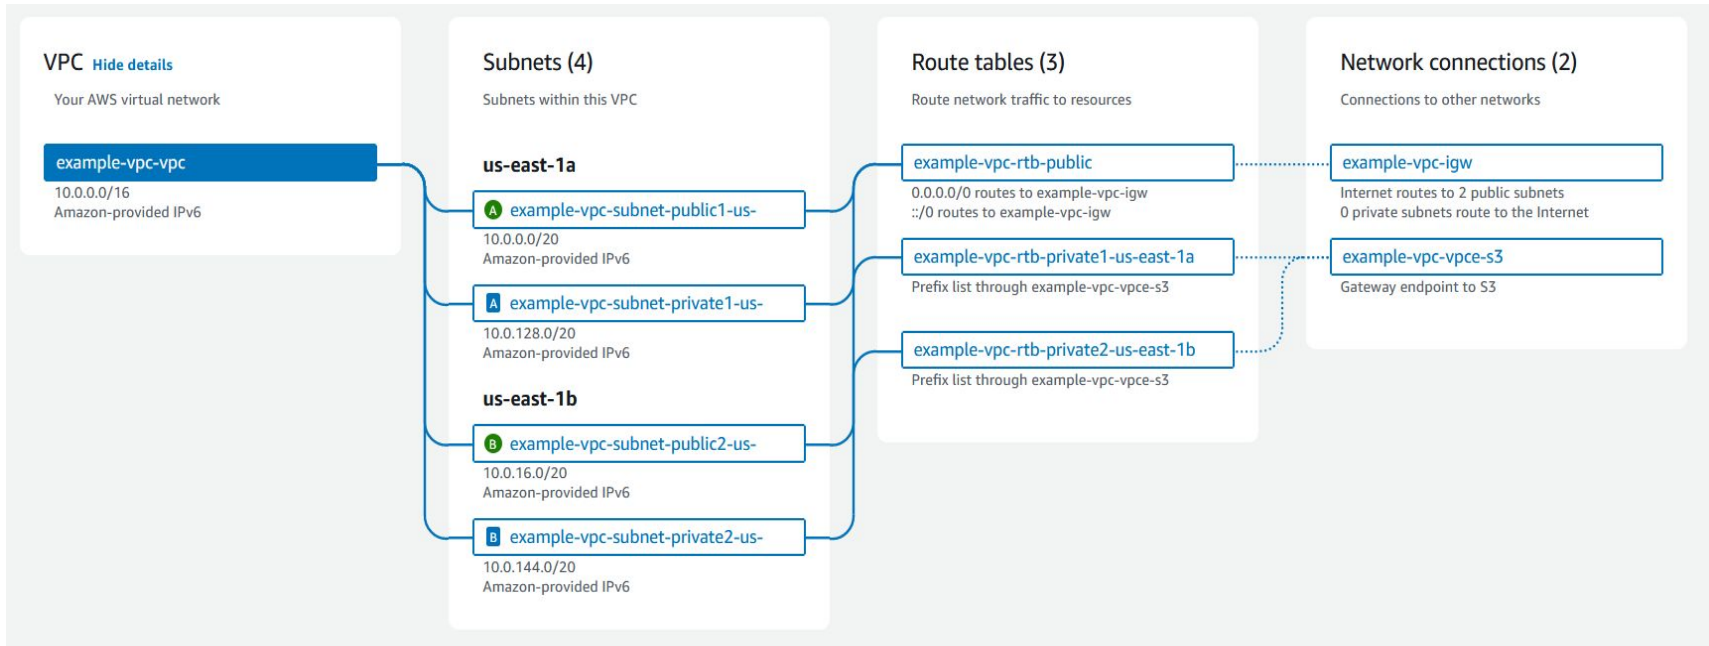 VPC Hide details
Your AWS virtual network
example-vpc-vpc
10.0.0.0/16
Amazon-provided IPv6
Subnets (4)
Subnets within this VPC
us-east-1a
A example-vpc-subnet-public1-us-
10.0.0.0/20
Amazon-provided IPv6
A example-vpc-subnet-private1-us-
10.0.128.0/20
Amazon-provided IPv6
us-east-1b
B example-vpc-subnet-public2-us-
10.0.16.0/20
Amazon-provided IPv6
B example-vpc-subnet-private2-us-
10.0.144.0/20
Amazon-provided IPv6
Route tables (3)
Route network traffic to resources
example-vpc-rtb-public
0.0.0.0/0 routes to example-vpc-igw
::/0 routes to example-vpc-igw
example-vpc-rtb-private1-us-east-1a
Prefix list through example-vpc-vpce-s3
example-vpc-rtb-private2-us-east-1b
Prefix list through example-vpc-vpce-s3
Network connections (2)
Connections to other networks
example-vpc-igw
Internet routes to 2 public subnets
0 private subnets route to the Internet
example-vpc-vpce-s3
Gateway endpoint to S3